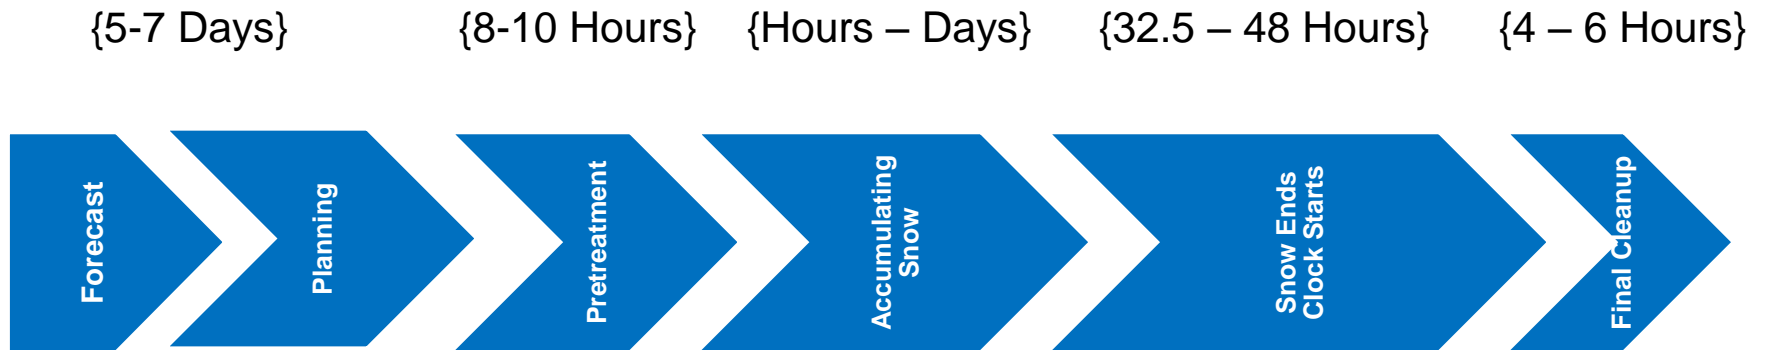 {5-7 Days}
{8-10 Hours}
{Hours – Days}
{32.5 – 48 Hours}
{4 – 6 Hours}
Forecast
Planning
Pretreatment
Accumulating
Snow
Snow Ends
Clock Starts
Final Cleanup